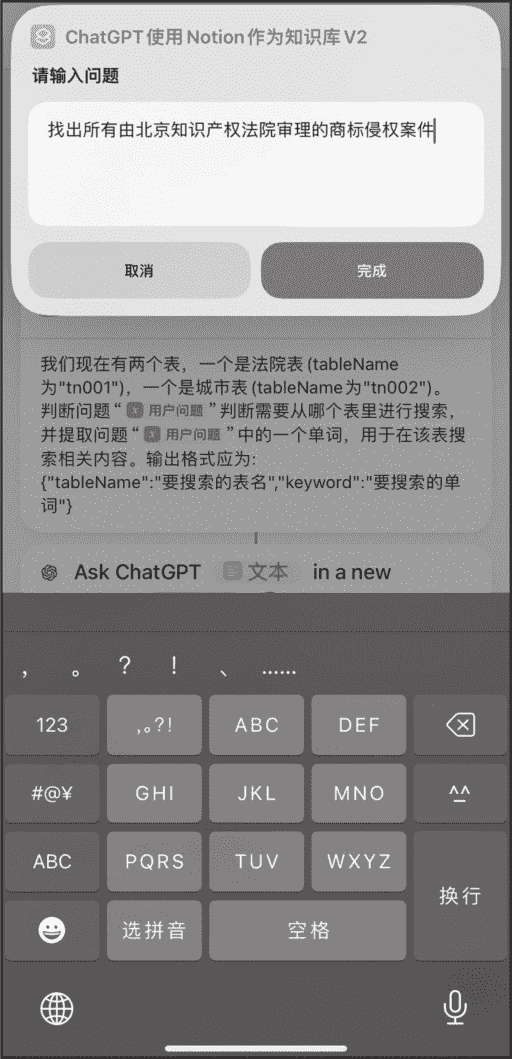 ChatGPT使用Notion作为知识库V2
请输入问题
找出所有由北京知识产权法院审理的商标侵权案件
取消
完成
我们现在有两个表，一个是法院表(tableName
为"tn001")，一个是城市表(tableName为"tn002")。
判断问题“ 用户问题 ”判断需要从哪个表里进行搜索，
并提取问题“ 用户问题 ”中的一个单词，用于在该表搜
索相关内容。输出格式应为:
{"tableName":"要搜索的表名","keyword":"要搜索的单
词"}
Ask ChatGPT 文本 in a new
， 。 ？ ！ 、 ……
123 ,。?! ABC DEF
#@¥ GHI JKL MNO ^^
ABC PQRS TUV WXYZ
换行
选拼音 空格